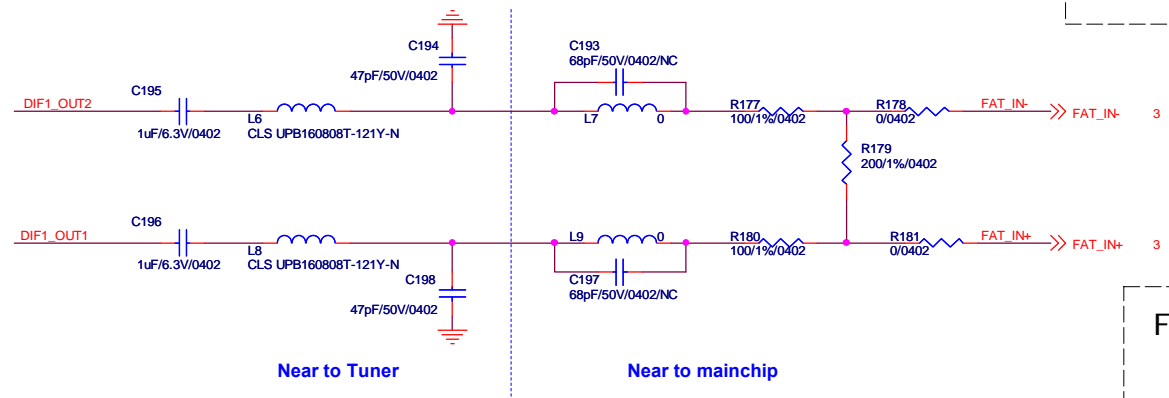 C194
47pF/50V/0402
C193
68pF/50V/0402/NC
DIF1_OUT2
C195
1uF/6.3V/0402
L6
CLS UPB160808T-121Y-N
L7
0
R177
100/1%/0402
R178
0/0402
FAT_IN-
FAT_IN-
3
R179
200/1%/0402
DIF1_OUT1
C196
1uF/6.3V/0402
L8
CLS UPB160808T-121Y-N
L9
0
R180
100/1%/0402
R181
0/0402
FAT_IN+
FAT_IN+
3
C198
47pF/50V/0402
C197
68pF/50V/0402/NC
F
Near to Tuner
Near to mainchip